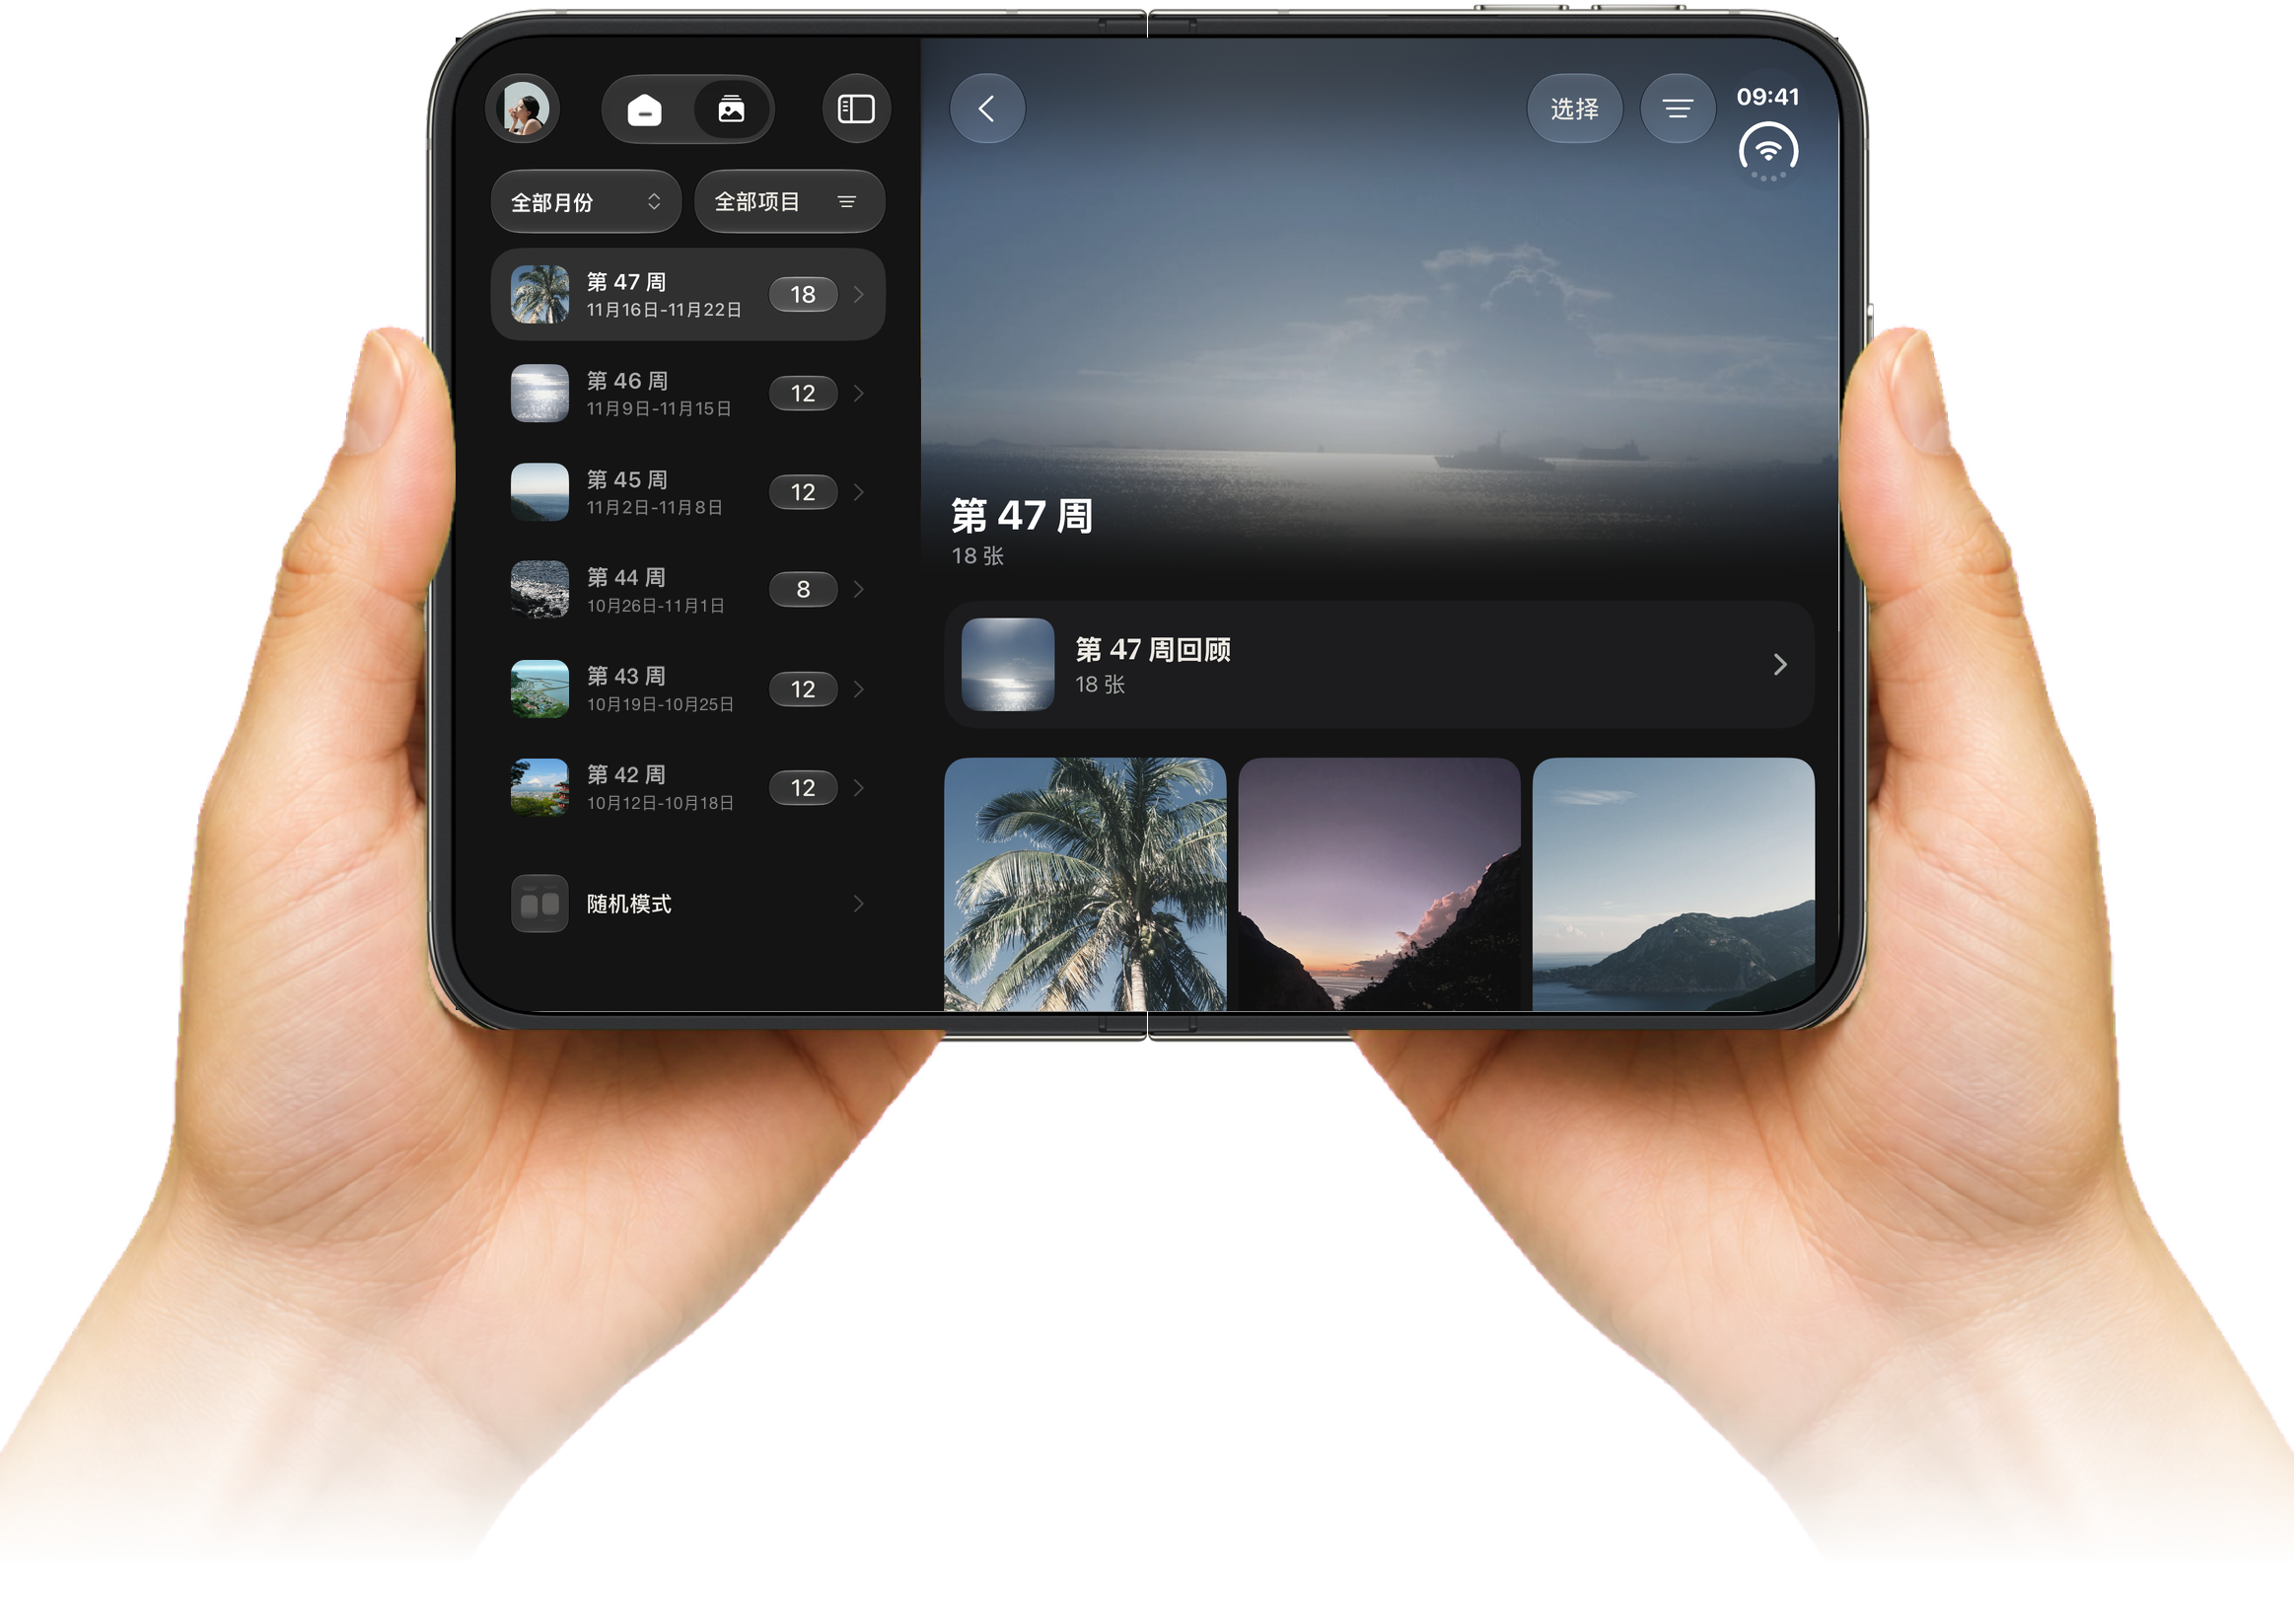 全部月份
全部项目
第 47 周
11月16日-11月22日
18
第 46 周
11月9日-11月15日
12
第 45 周
11月2日-11月8日
12
第 44 周
10月26日-11月1日
8
第 43 周
10月19日-10月25日
12
第 42 周
10月12日-10月18日
12
随机模式
选择
09:41
第 47 周
18 张
第 47 周回顾
18 张